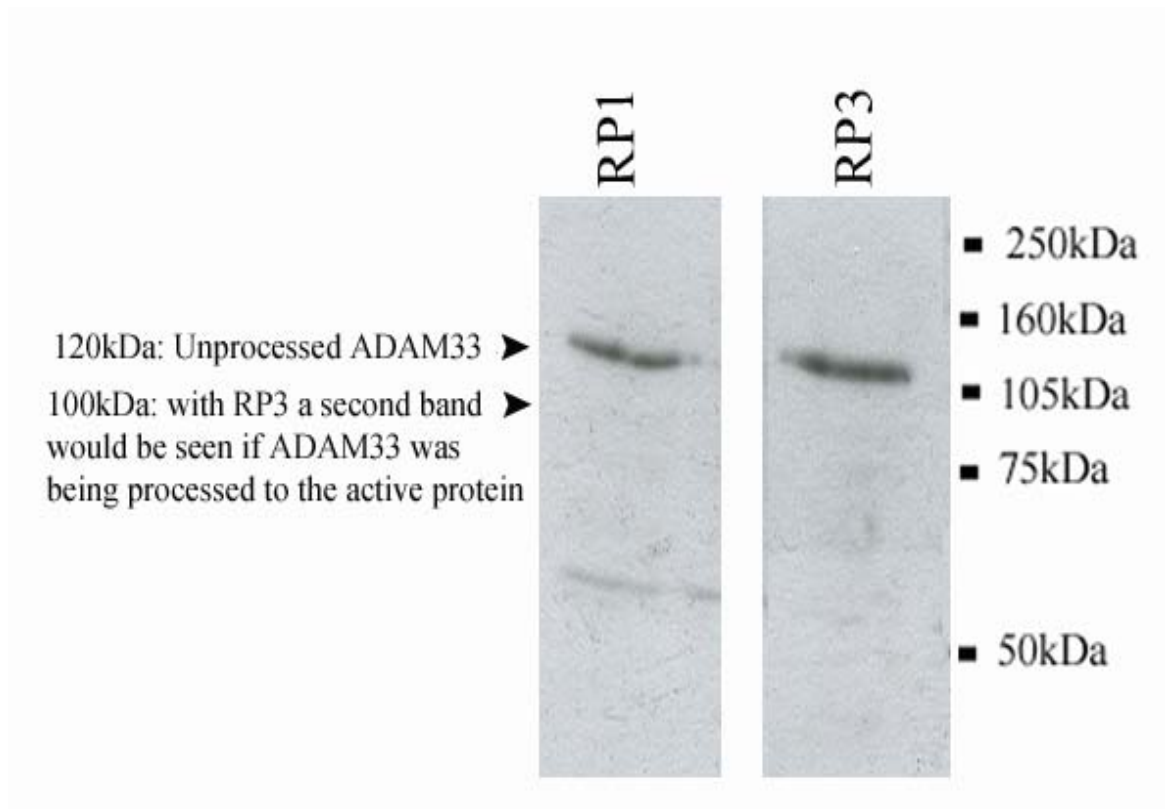 RP1
RP3
250kDa
160kDa
105kDa
75kDa
50kDa
120kDa: Unprocessed ADAM33
100kDa: with RP3 a second band
would be seen if ADAM33 was
being processed to the active protein